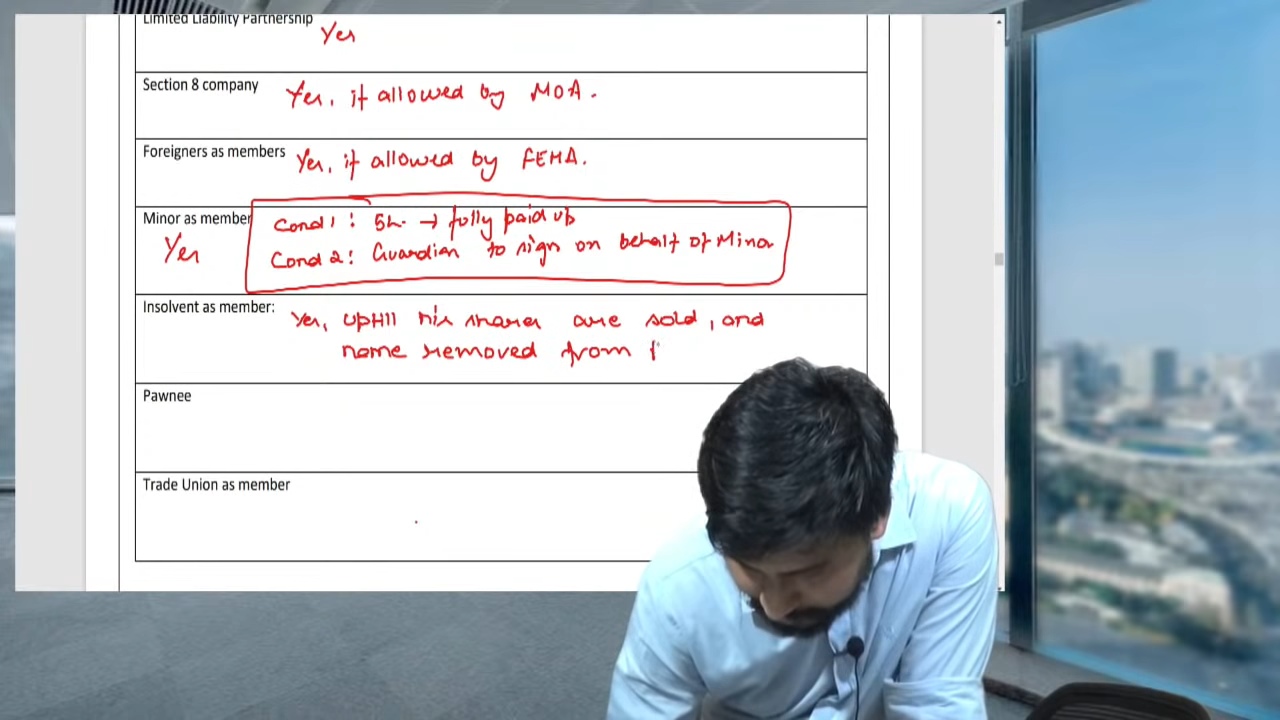 Limited Liability Partnership
Yes
Section 8 company
Yes, if allowed by MOA.
Foreigners as members
Yes, if allowed by FEMA.
Minor as member
Yes
Cond 1 : Sh. → fully paid up
Cond 2 : Guardian to sign on behalf of Minor
Insolvent as member:
Yes, uptill his shares are sold, and
name removed from
Pawnee
Trade Union as member